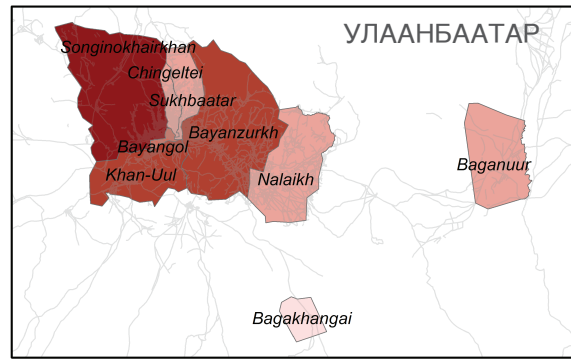 УЛААНБААТАР
Songinokhairkhan
Chingeltei
Sukhbaatar
Bayanzurkh
Bayangol
Khan-Uul
Nalaikh
Baganuur
Bagakhangai